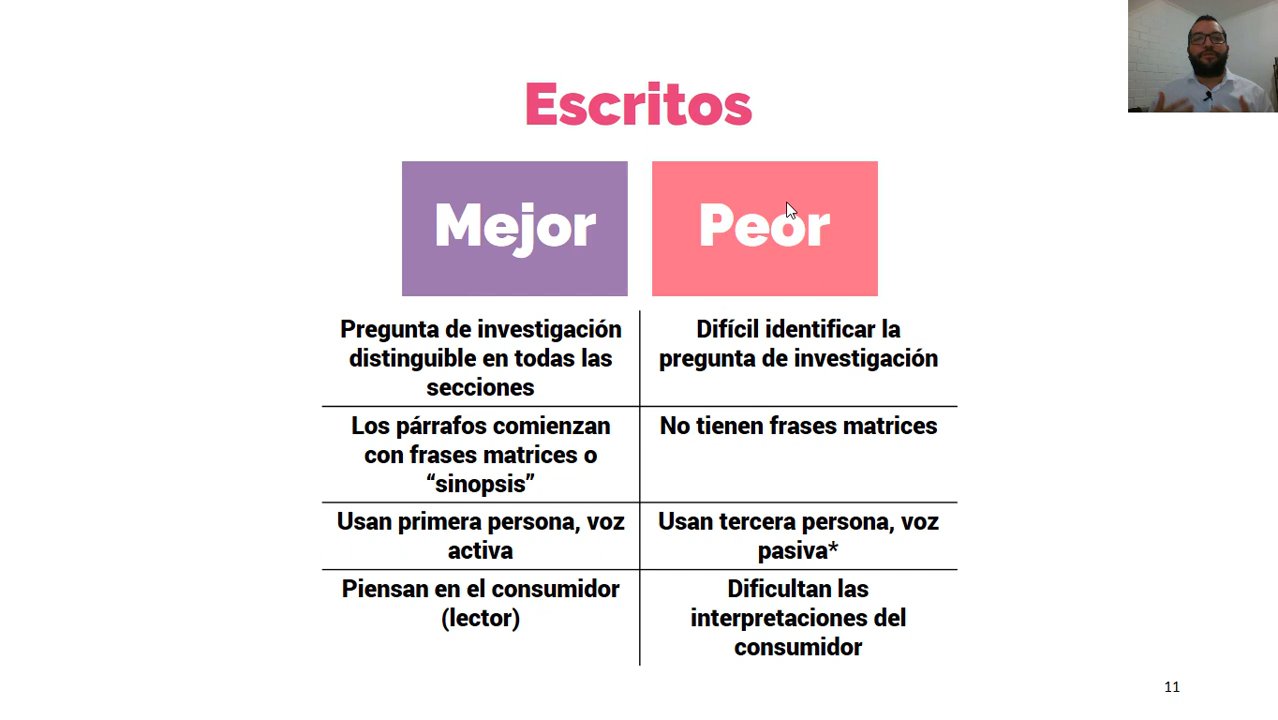 Escritos
Mejor
Peor
Pregunta de investigación
distinguible en todas las
secciones
Difícil identificar la
pregunta de investigación
Los párrafos comienzan
con frases matrices o
“sinopsis”
No tienen frases matrices
Usan primera persona, voz
activa
Usan tercera persona, voz
pasiva*
Piensan en el consumidor
(lector)
Dificultan las
interpretaciones del
consumidor
11